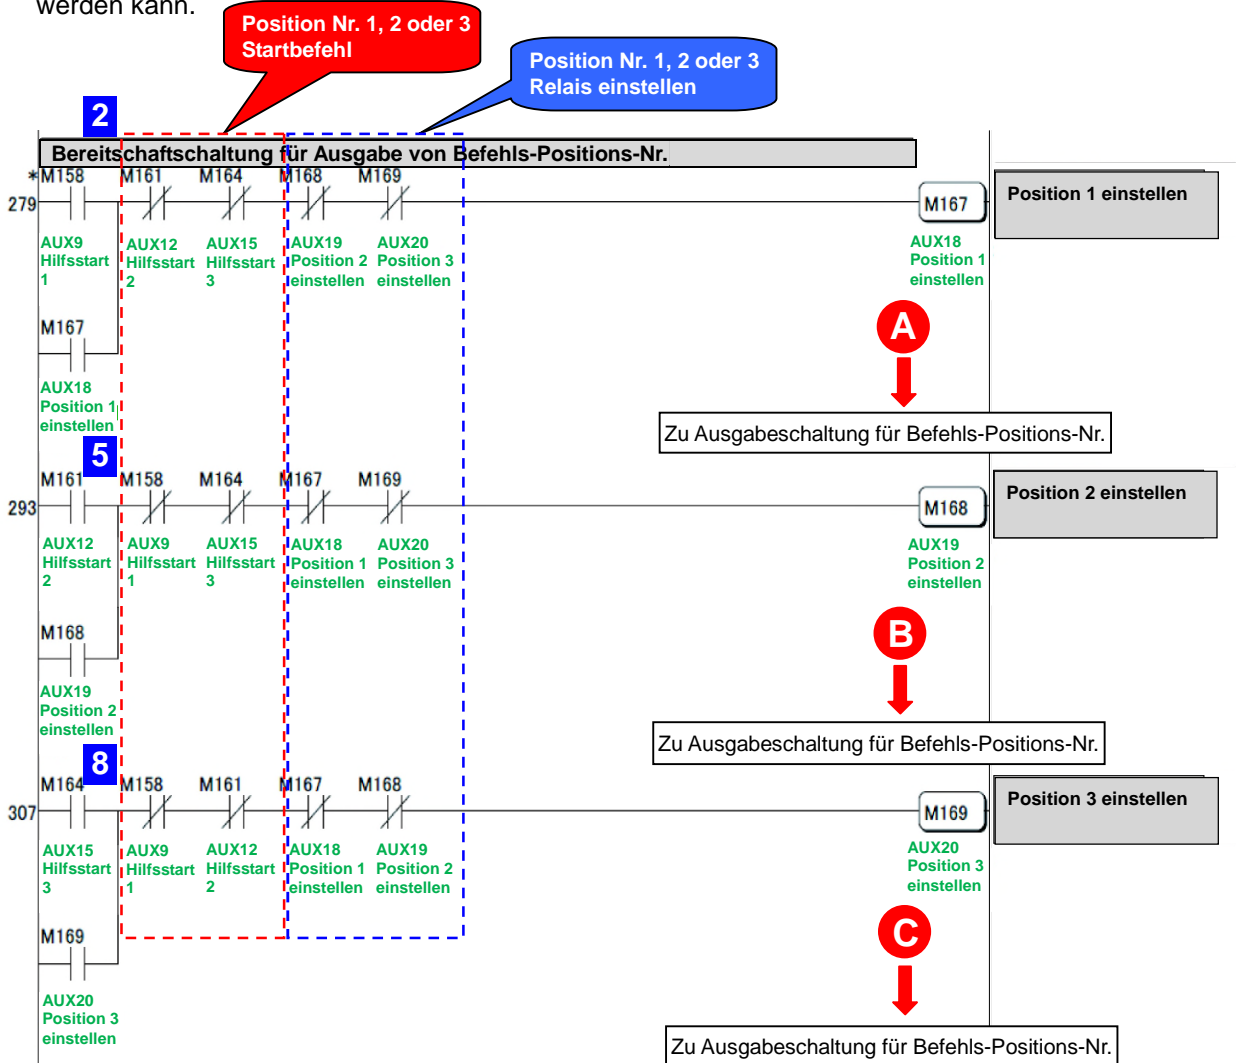 werden kann.
Position Nr. 1, 2 oder 3
Startbefehl
Position Nr. 1, 2 oder 3
Relais einstellen
2
Bereitschaftschaltung für Ausgabe von Befehls-Positions-Nr.
*M158 M161 M164 M168 M169
279
M167
Position 1 einstellen
AUX9
Hilfsstart
1
AUX12
Hilfsstart
2
AUX15
Hilfsstart
3
AUX19
Position 2
einstellen
AUX20
Position 3
einstellen
AUX18
Position 1
einstellen
M167
A
AUX18
Position 1
einstellen
Zu Ausgabeschaltung für Befehls-Positions-Nr.
5
M161 M158 M164 M167 M169
293
M168
Position 2 einstellen
AUX12
Hilfsstart
2
AUX9
Hilfsstart
1
AUX15
Hilfsstart
3
AUX18
Position 1
einstellen
AUX20
Position 3
einstellen
AUX19
Position 2
einstellen
M168
B
AUX19
Position 2
einstellen
Zu Ausgabeschaltung für Befehls-Positions-Nr.
8
M164 M158 M161 M167 M168
307
M169
Position 3 einstellen
AUX15
Hilfsstart
3
AUX9
Hilfsstart
1
AUX12
Hilfsstart
2
AUX18
Position 1
einstellen
AUX19
Position 2
einstellen
AUX20
Position 3
einstellen
M169
C
AUX20
Position 3
einstellen
Zu Ausgabeschaltung für Befehls-Positions-Nr.